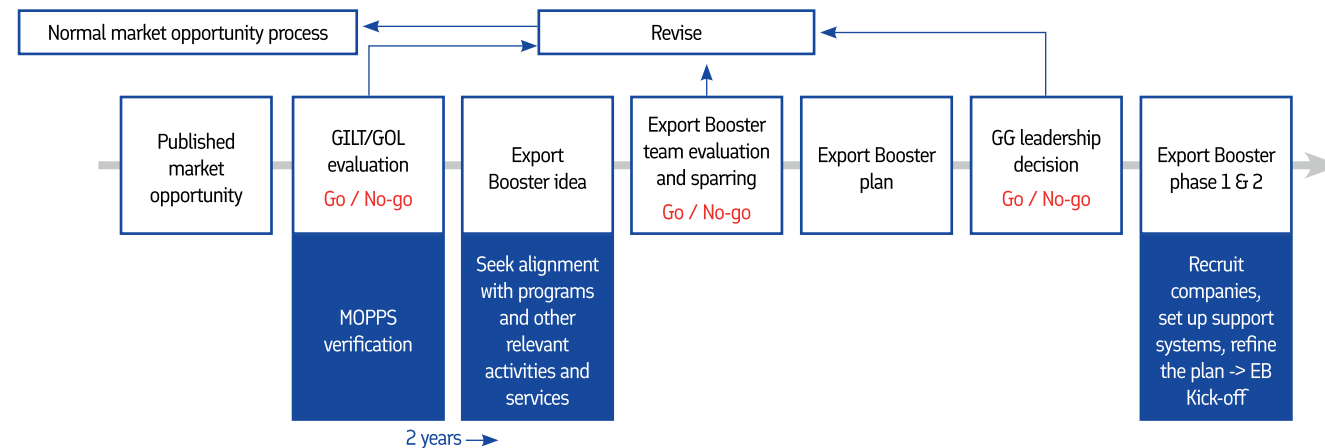 Normal market opportunity process
Revise
Published
market
opportunity
GILT/GOL
evaluation
Go / No-go
Export
Booster idea
Export Booster
team evaluation
and sparring
Go / No-go
Export Booster
plan
GG leadership
decision
Go / No-go
Export Booster
phase 1 & 2
MOPPS
verification
Seek alignment
with programs
and other
relevant
activities and
services
Recruit
companies,
set up support
systems, refine
the plan -> EB
Kick-off
2 years